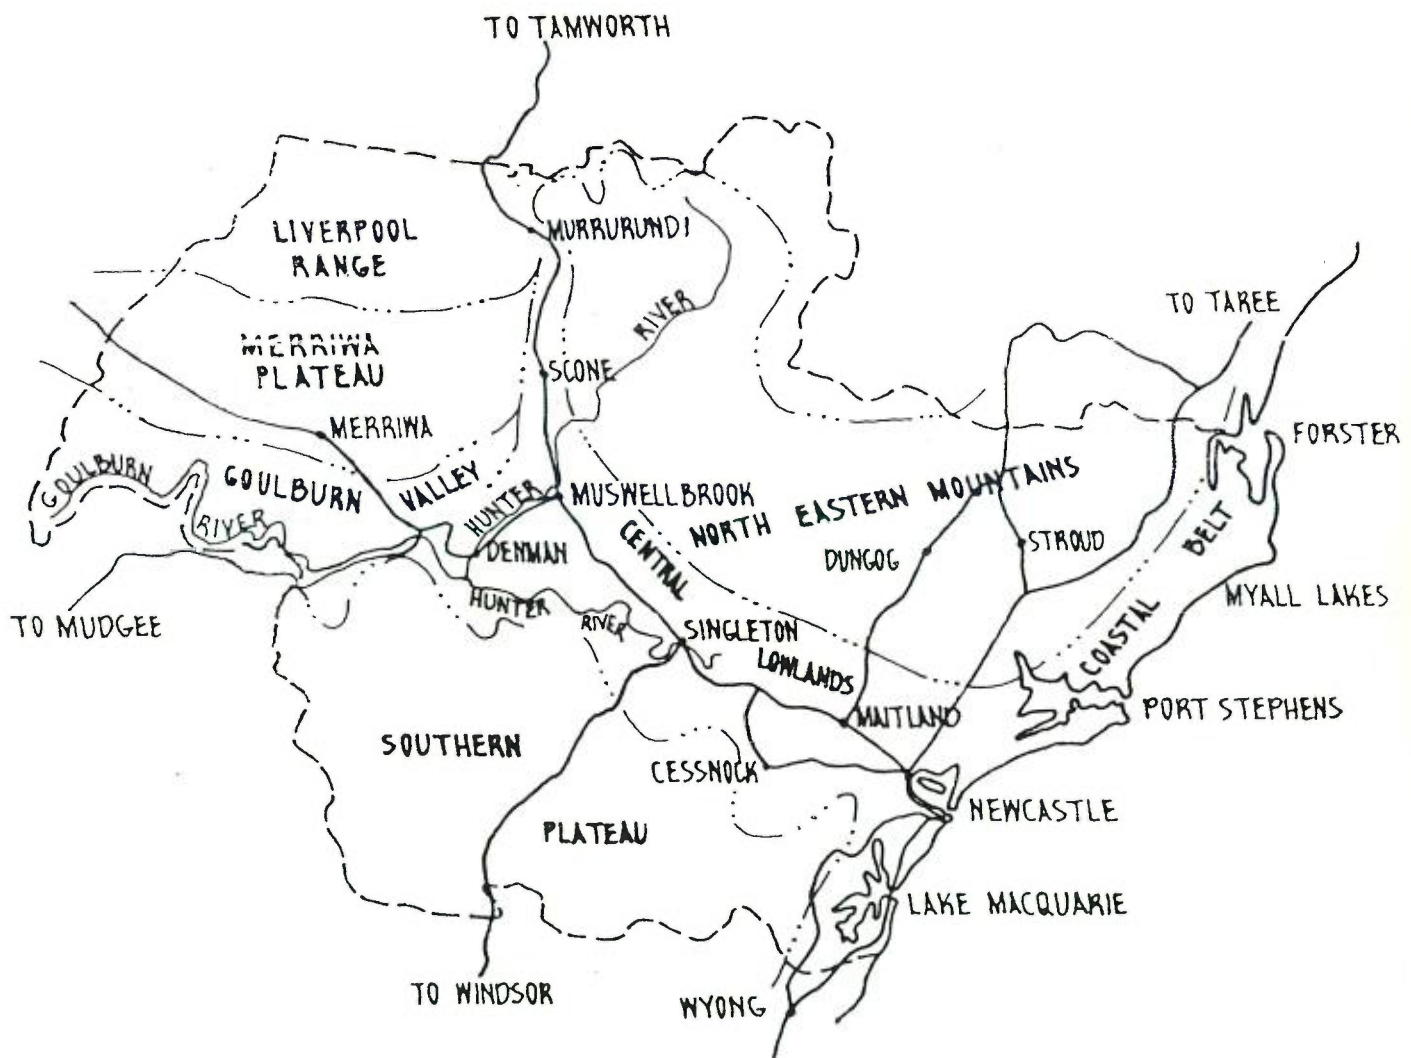 TO TAMWORTH
LIVERPOOL
RANGE
MURRURUNDI
RIVER
TO TAREE
MERRIWA
PLATEAU
SCONE
MERRIWA
FORSTER
GOULBURN
RIVER
GOULBURN
VALLEY
HUNTER
MUSWELLBROOK
NORTH EASTERN MOUNTAINS
CENTRAL
LOWLANDS
DENMAN
DUNGOG
STROUD
COASTAL
BELT
MYALL LAKES
TO MUDGEE
HUNTER
RIVER
SINGLETON
MAITLAND
PORT STEPHENS
SOUTHERN
PLATEAU
CESSNOCK
NEWCASTLE
LAKE MACQUARIE
TO WINDSOR
WYONG